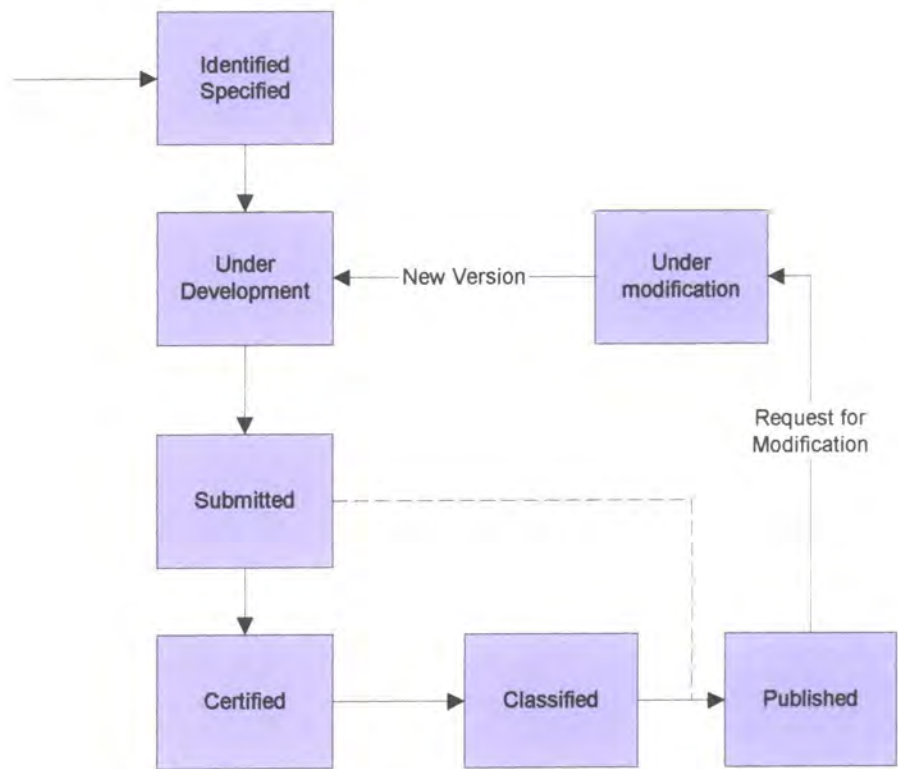 Identified
Specified
Under
Development
New Version
Under
modification
Request for
Modification
Submitted
Certified
Classified
Published